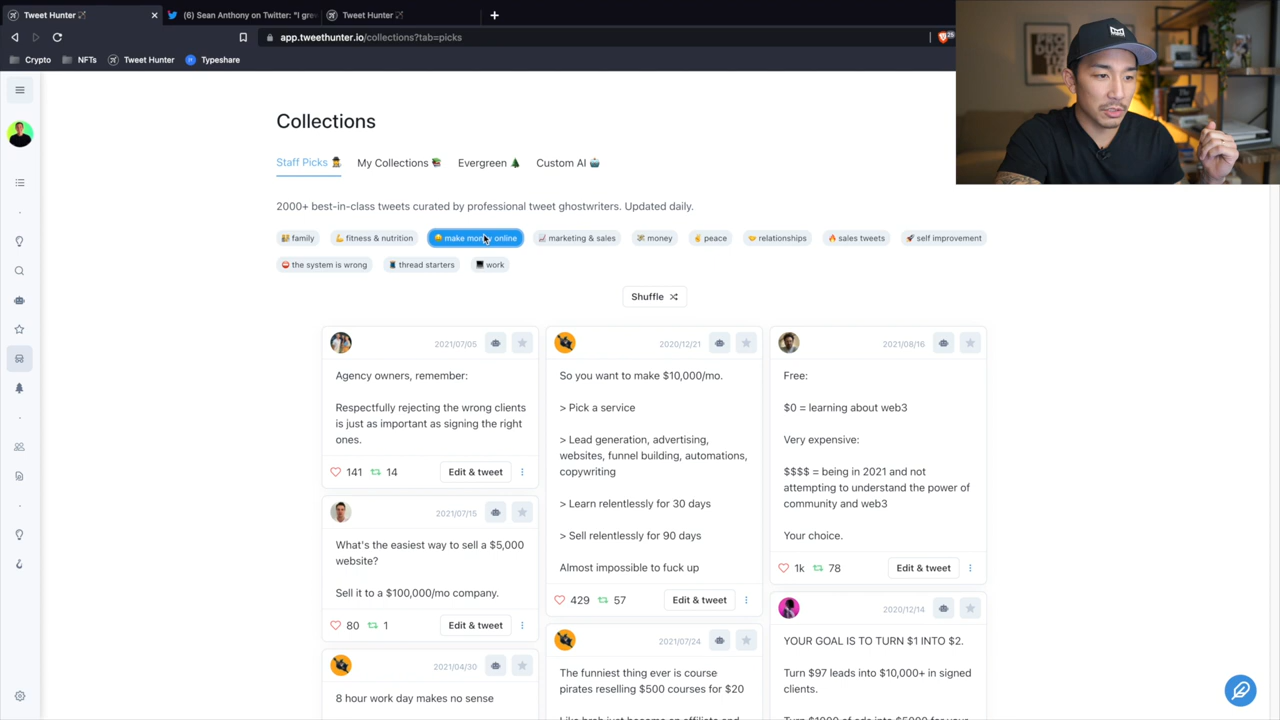 Tweet Hunter
(6) Sean Anthony on Twitter: "I gre
Tweet Hunter
app.tweethunter.io/collections?tab=picks
25
Crypto
NFTs
Tweet Hunter
Typeshare
Collections
Staff Picks
My Collections
Evergreen
Custom AI
2000+ best-in-class tweets curated by professional tweet ghostwriters. Updated daily.
family
fitness & nutrition
make money online
marketing & sales
money
peace
relationships
sales tweets
self improvement
the system is wrong
thread starters
work
Shuffle
2021/07/05
Agency owners, remember:
Respectfully rejecting the wrong clients
is just as important as signing the right
ones.
141
14
Edit & tweet
2021/07/15
What's the easiest way to sell a $5,000
website?
Sell it to a $100,000/mo company.
80
1
Edit & tweet
2021/04/30
8 hour work day makes no sense
2020/12/21
So you want to make $10,000/mo.
> Pick a service
> Lead generation, advertising,
websites, funnel building, automations,
copywriting
> Learn relentlessly for 30 days
> Sell relentlessly for 90 days
Almost impossible to fuck up
429
57
Edit & tweet
2021/07/24
The funniest thing ever is course
pirates reselling $500 courses for $20
Like brah just become an affiliate and
2021/08/16
Free:
$0 = learning about web3
Very expensive:
$$$$ = being in 2021 and not
attempting to understand the power of
community and web3
Your choice.
1k
78
Edit & tweet
2020/12/14
YOUR GOAL IS TO TURN $1 INTO $2.
Turn $97 leads into $10,000+ in signed
clients.